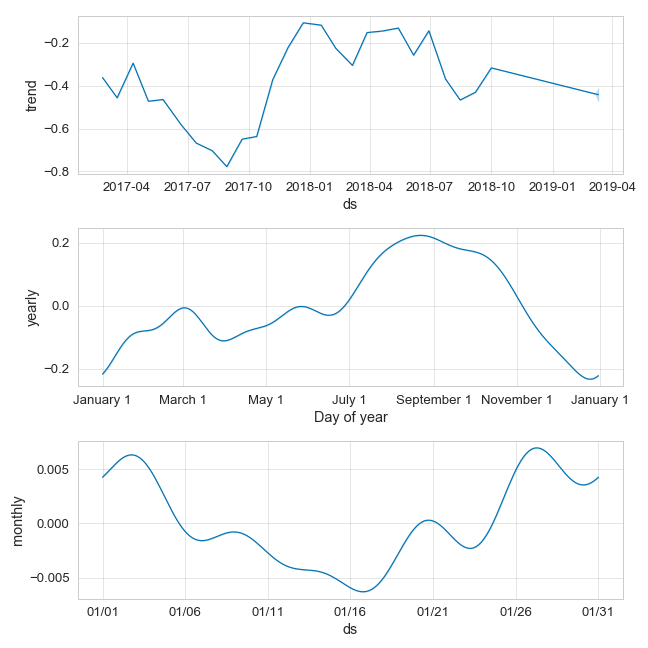 −0.2
−0.4
−0.6
−0.8
trend
2017-04 2017-07 2017-10 2018-01 2018-04 2018-07 2018-10 2019-01 2019-04
ds
0.2
0.0
−0.2
yearly
January 1 March 1 May 1 July 1 September 1 November 1 January 1
Day of year
0.005
0.000
−0.005
monthly
01/01 01/06 01/11 01/16 01/21 01/26 01/31
ds